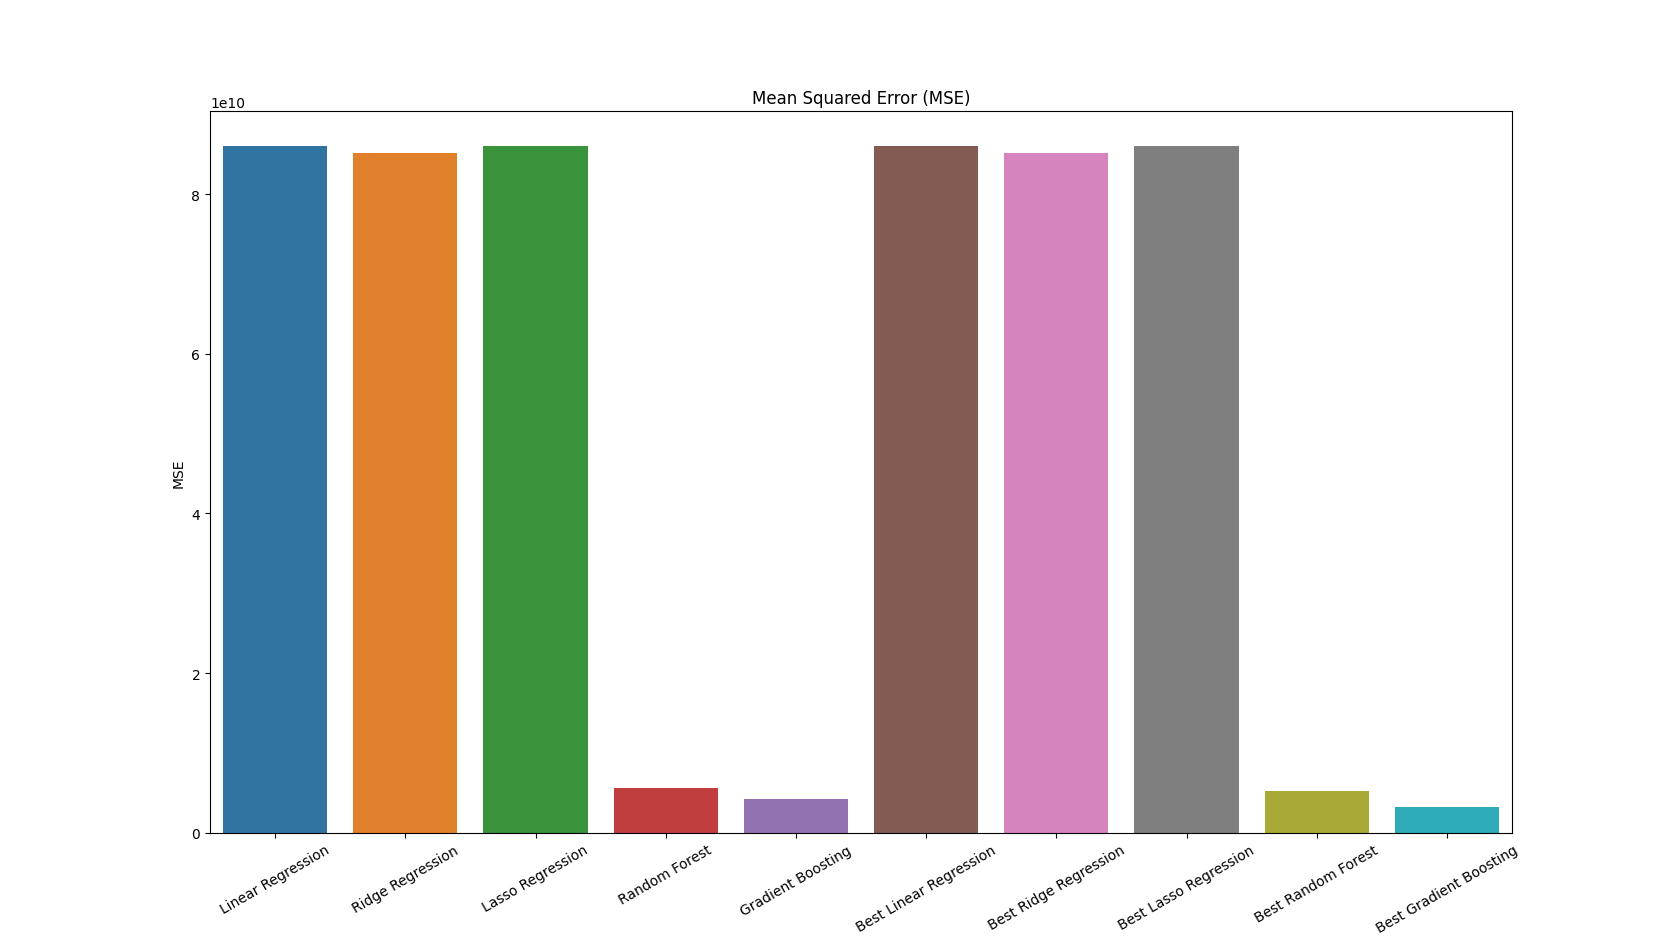 Mean Squared Error (MSE)
1e10
8
6
4
2
0
MSE
Linear Regression
Ridge Regression
Lasso Regression
Random Forest
Gradient Boosting
Best Linear Regression
Best Ridge Regression
Best Lasso Regression
Best Random Forest
Best Gradient Boosting